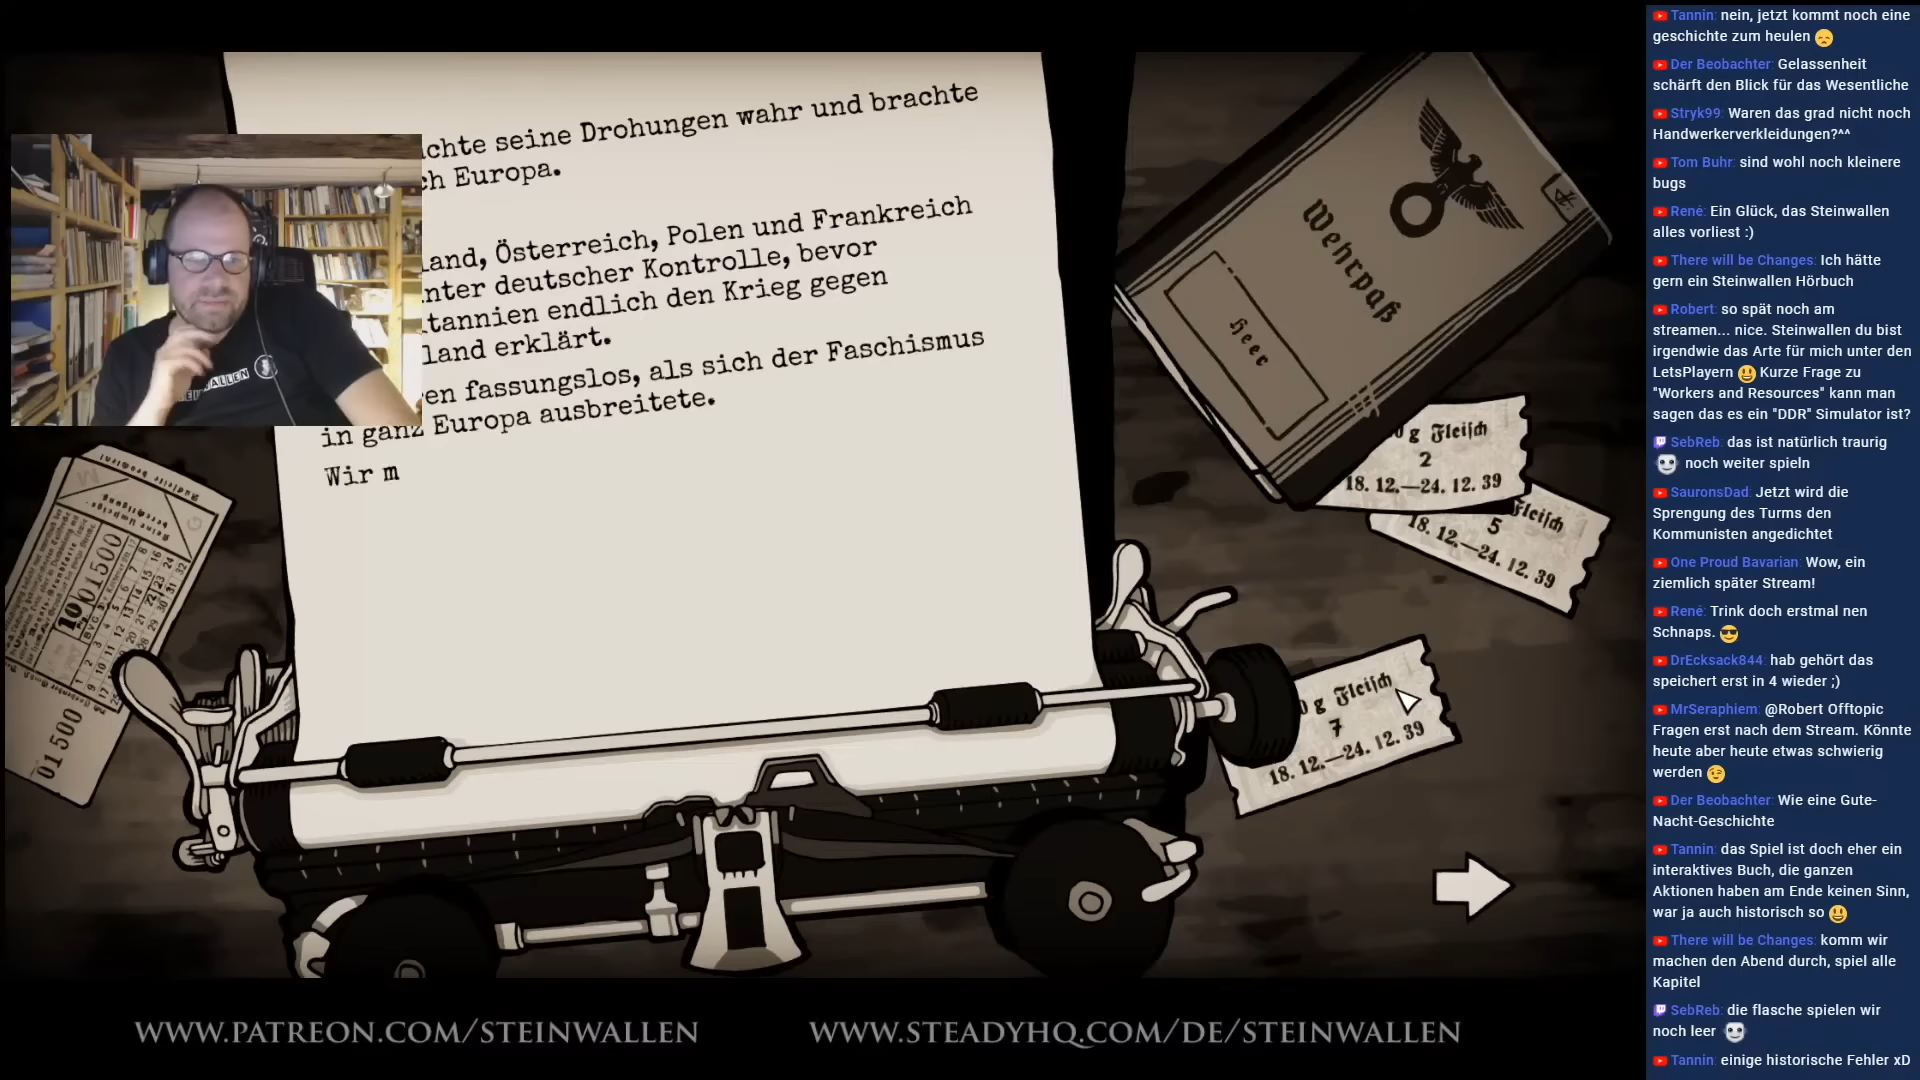 chte seine Drohungen wahr und brachte
ch Europa.
land, Österreich, Polen und Frankreich
nter deutscher Kontrolle, bevor
tannien endlich den Krieg gegen
land erklärt.
en fassungslos, als sich der Faschismus
in ganz Europa ausbreitete.
Wir m
Wehrpaß
Heer
0 g Fleisch
2
18. 12.—24. 12. 39
Fleisch
5
18. 12.—24. 12. 39
0 g Fleisch
7
18. 12.—24. 12. 39
1001500
01500
WWW.PATREON.COM/STEINWALLEN
WWW.STEADYHQ.COM/DE/STEINWALLEN
Tannin: nein, jetzt kommt noch eine
geschichte zum heulen 😞
Der Beobachter: Gelassenheit
schärft den Blick für das Wesentliche
Stryk99: Waren das grad nicht noch
Handwerkerverkleidungen?^^
Tom Buhr: sind wohl noch kleinere
bugs
René: Ein Glück, das Steinwallen
alles vorliest :)
There will be Changes: Ich hätte
gern ein Steinwallen Hörbuch
Robert: so spät noch am
streamen... nice. Steinwallen du bist
irgendwie das Arte für mich unter den
LetsPlayern 😃 Kurze Frage zu
"Workers and Resources" kann man
sagen das es ein "DDR" Simulator ist?
SebReb: das ist natürlich traurig
noch weiter spieln
SauronsDad: Jetzt wird die
Sprengung des Turms den
Kommunisten angedichtet
One Proud Bavarian: Wow, ein
ziemlich später Stream!
René: Trink doch erstmal nen
Schnaps. 😎
DrEcksack844: hab gehört das
speichert erst in 4 wieder ;)
MrSeraphiem: @Robert Offtopic
Fragen erst nach dem Stream. Könnte
heute aber heute etwas schwierig
werden 😉
Der Beobachter: Wie eine Gute-
Nacht-Geschichte
Tannin: das Spiel ist doch eher ein
interaktives Buch, die ganzen
Aktionen haben am Ende keinen Sinn,
war ja auch historisch so 😃
There will be Changes: komm wir
machen den Abend durch, spiel alle
Kapitel
SebReb: die flasche spielen wir
noch leer
Tannin: einige historische Fehler xD